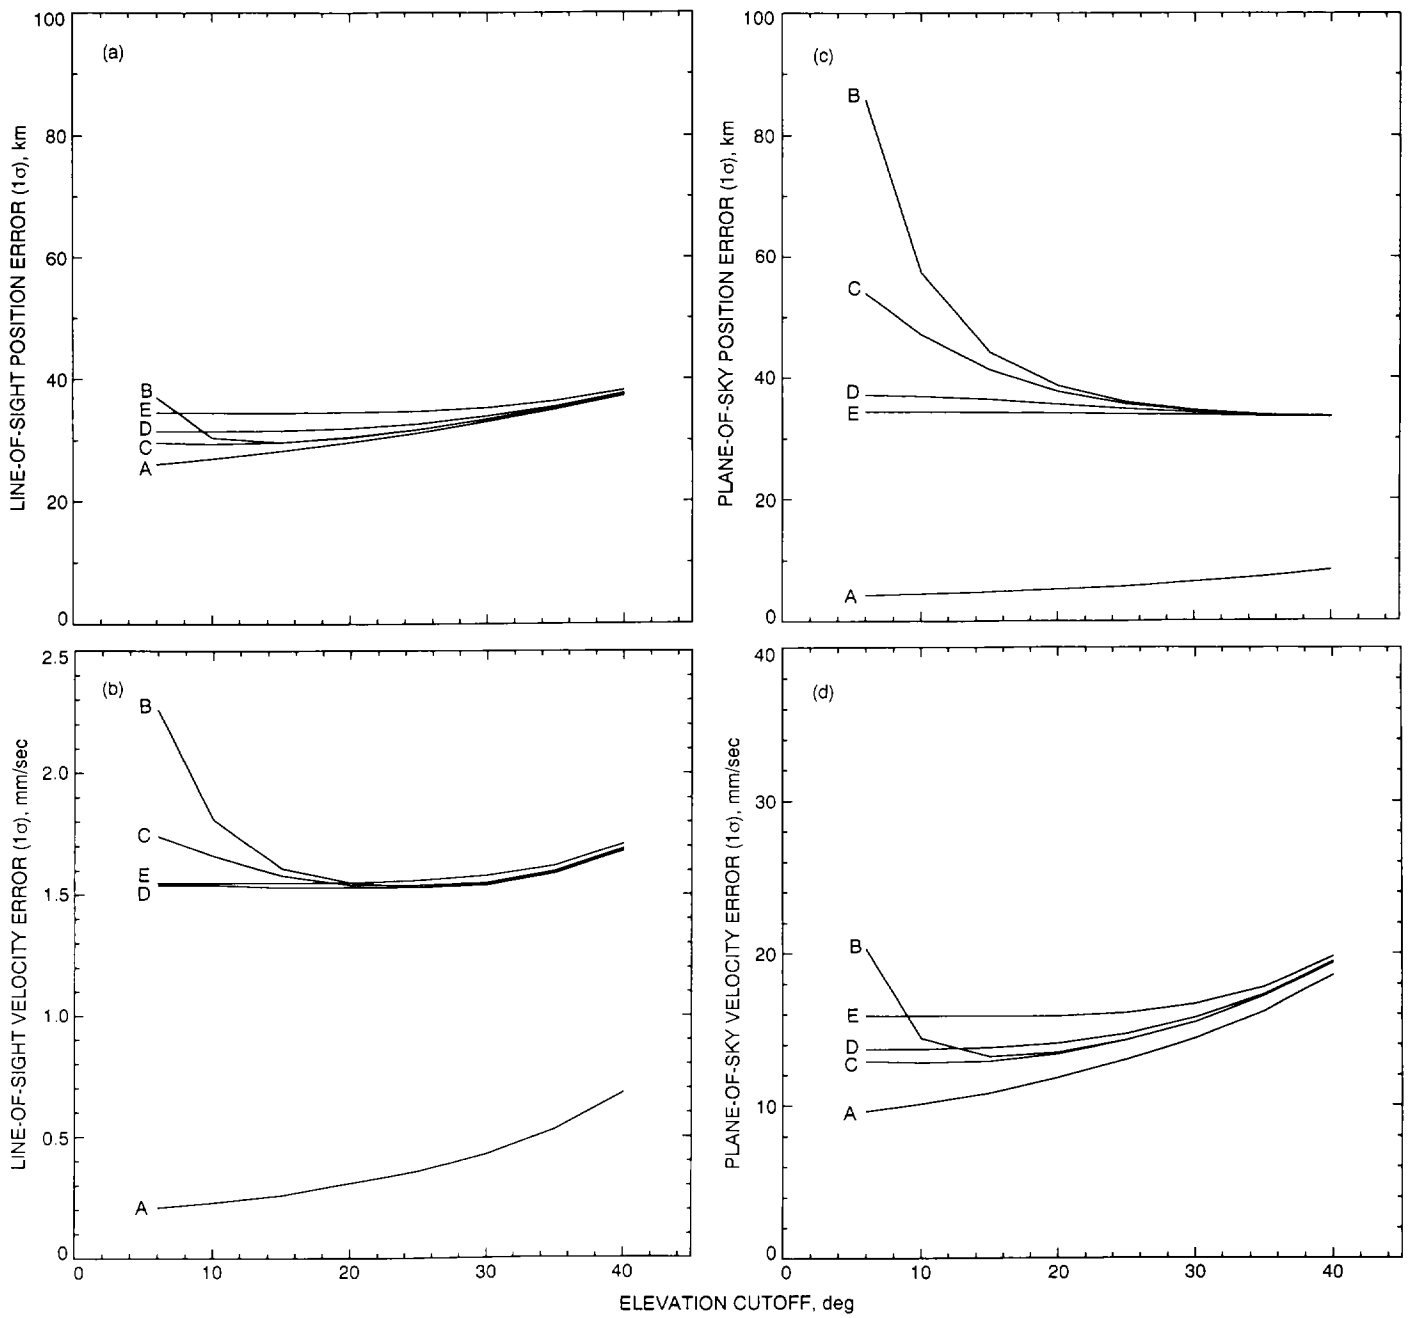 (a)
LINE-OF-SIGHT POSITION ERROR (1σ), km
100
80
60
40
20
0
B
E
D
C
A
(c)
PLANE-OF-SKY POSITION ERROR (1σ), km
100
80
60
40
20
0
B
C
D
E
A
(b)
LINE-OF-SIGHT VELOCITY ERROR (1σ), mm/sec
2.5
2.0
1.5
1.0
0.5
0
B
C
E
D
A
0
10
20
30
40
(d)
PLANE-OF-SKY VELOCITY ERROR (1σ), mm/sec
40
30
20
10
0
B
E
D
C
A
0
10
20
30
40
ELEVATION CUTOFF, deg